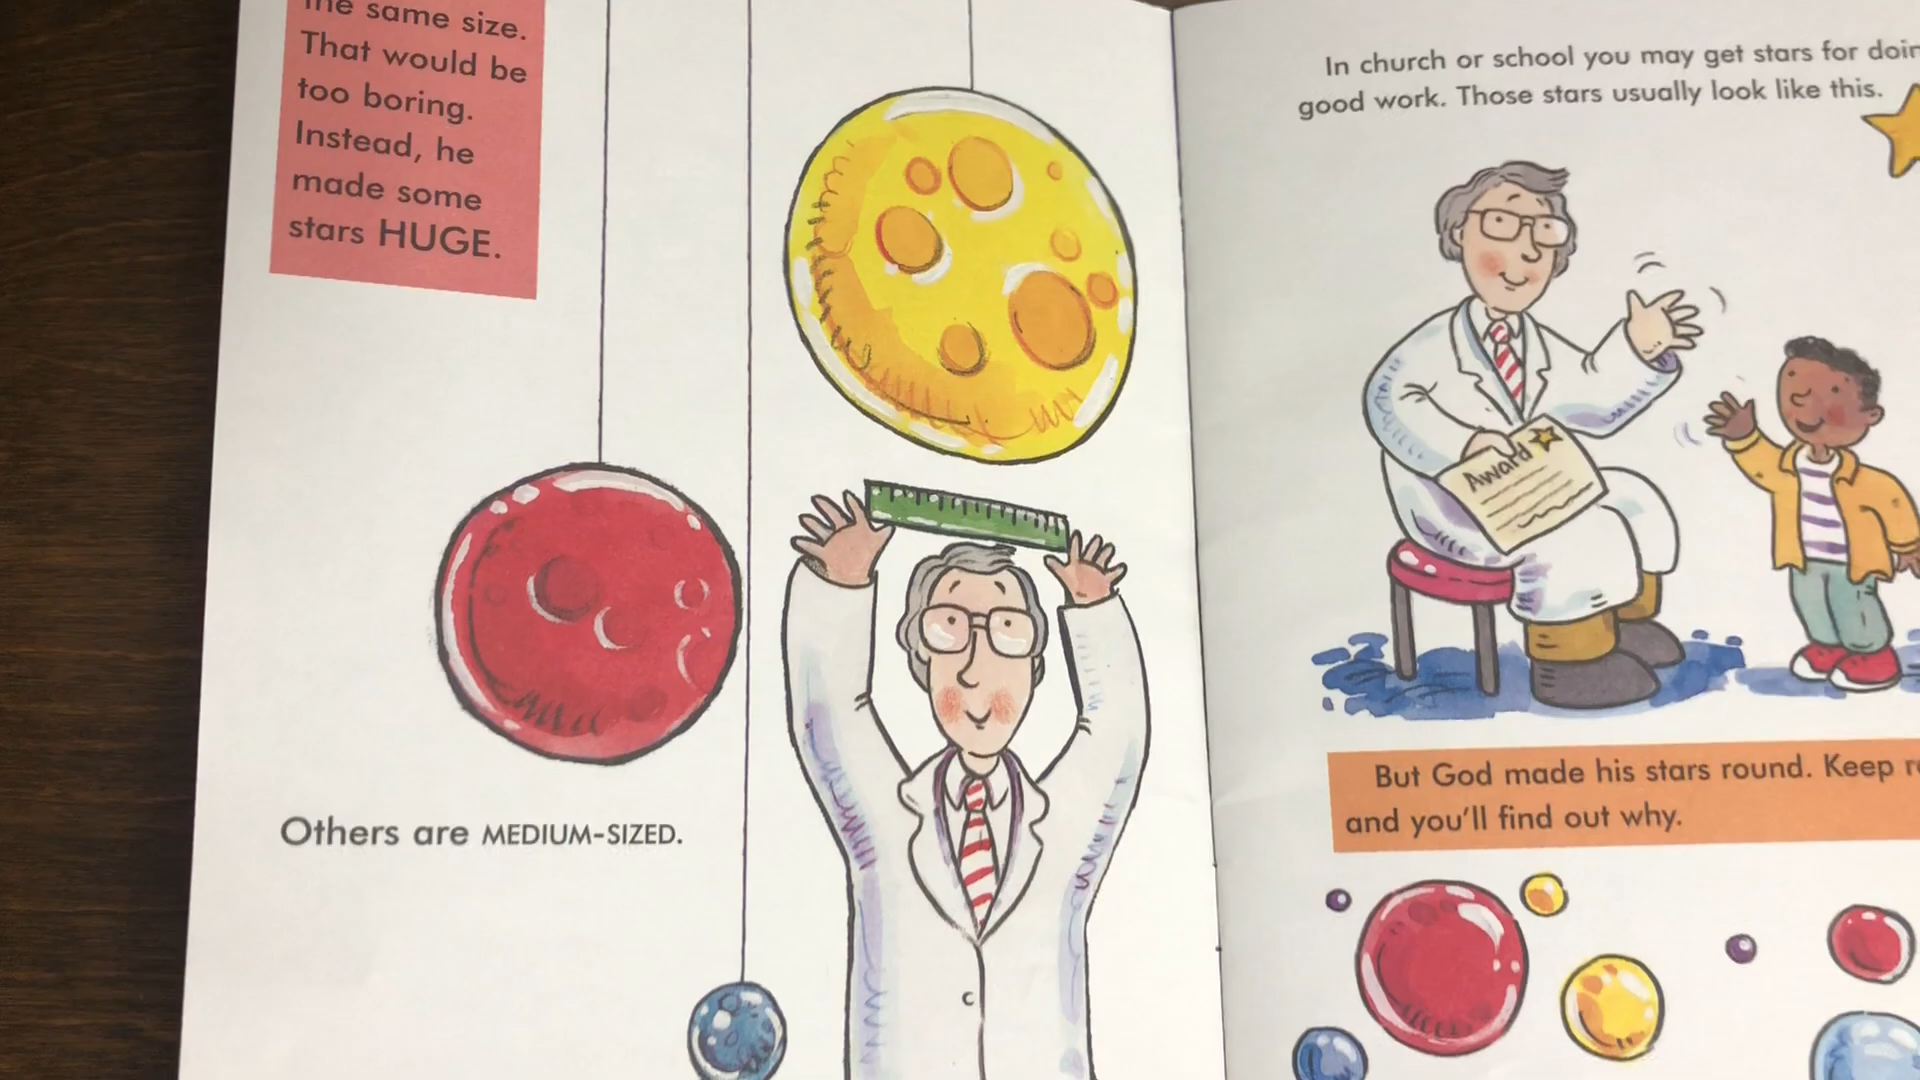 the same size.
That would be
too boring.
Instead, he
made some
stars HUGE.
Others are MEDIUM-SIZED.
In church or school you may get stars for
good work. Those stars usually look like this.
Award
But God made his stars round. Keep
and you'll find out why.